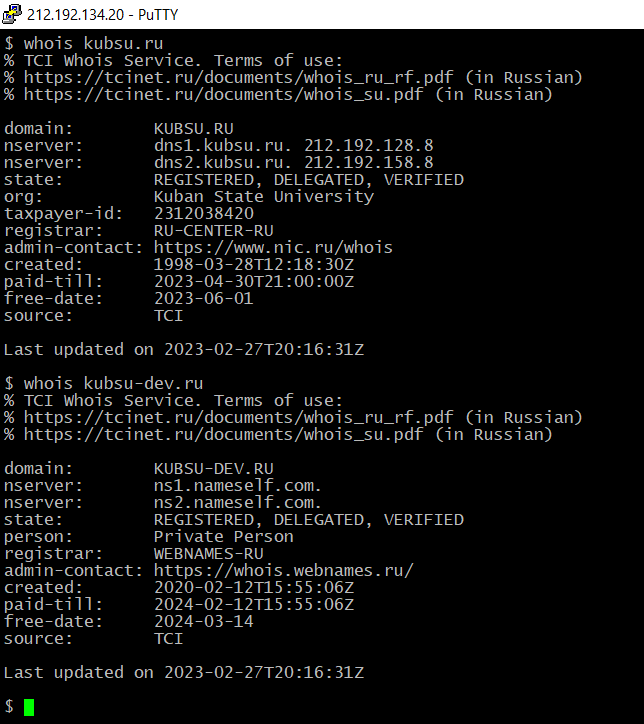 212.192.134.20 - PuTTY
$ whois kubsu.ru
% TCI Whois Service. Terms of use:
% https://tcinet.ru/documents/whois_ru_rf.pdf (in Russian)
% https://tcinet.ru/documents/whois_su.pdf (in Russian)

domain:        KUBSU.RU
nserver:       dns1.kubsu.ru. 212.192.128.8
nserver:       dns2.kubsu.ru. 212.192.158.8
state:         REGISTERED, DELEGATED, VERIFIED
org:           Kuban State University
taxpayer-id:   2312038420
registrar:     RU-CENTER-RU
admin-contact: https://www.nic.ru/whois
created:       1998-03-28T12:18:30Z
paid-till:     2023-04-30T21:00:00Z
free-date:     2023-06-01
source:        TCI

Last updated on 2023-02-27T20:16:31Z

$ whois kubsu-dev.ru
% TCI Whois Service. Terms of use:
% https://tcinet.ru/documents/whois_ru_rf.pdf (in Russian)
% https://tcinet.ru/documents/whois_su.pdf (in Russian)

domain:        KUBSU-DEV.RU
nserver:       ns1.nameself.com.
nserver:       ns2.nameself.com.
state:         REGISTERED, DELEGATED, VERIFIED
person:        Private Person
registrar:     WEBNAMES-RU
admin-contact: https://whois.webnames.ru/
created:       2020-02-12T15:55:06Z
paid-till:     2024-02-12T15:55:06Z
free-date:     2024-03-14
source:        TCI

Last updated on 2023-02-27T20:16:31Z

$